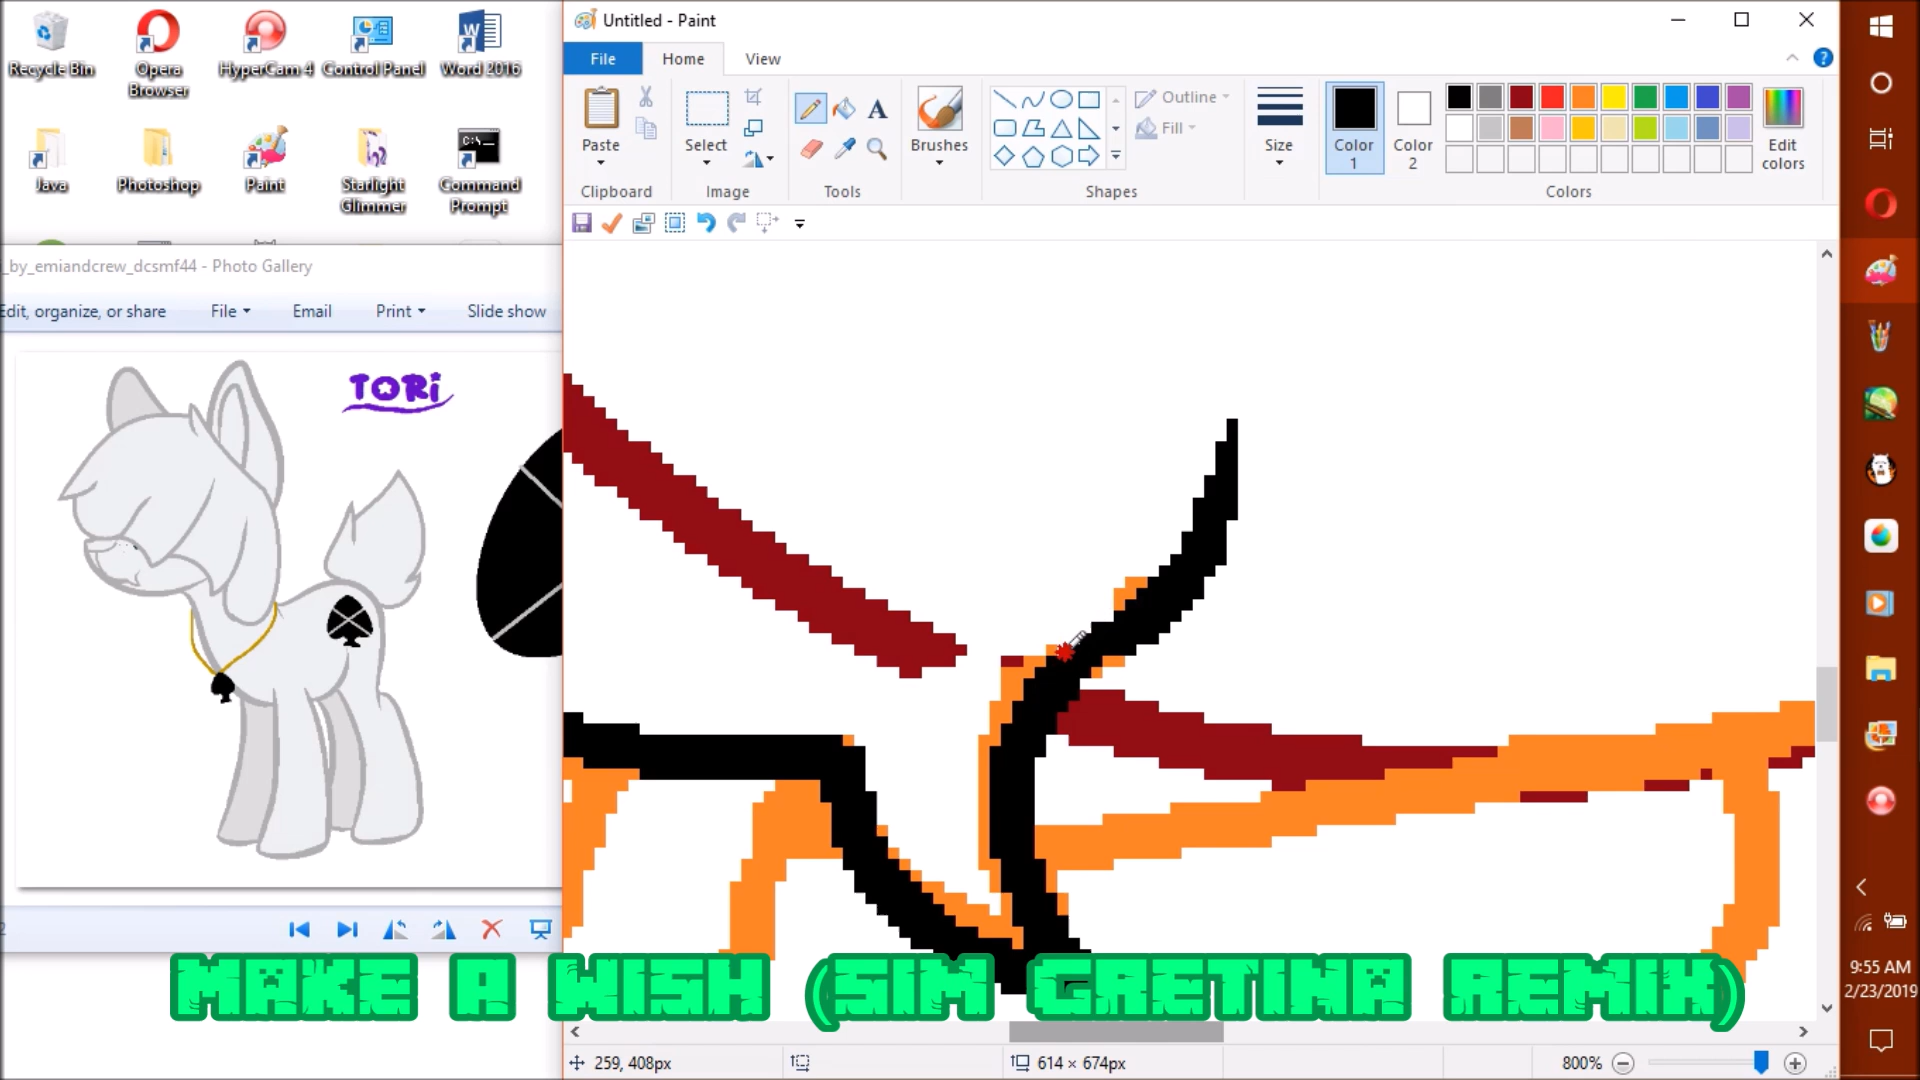 Recycle Bin
Opera Browser
HyperCam 4
Control Panel
Word 2016
Java
Photoshop
Paint
Starlight Glimmer
Command Prompt
_by_emiandcrew_dcsmf44 - Photo Gallery
Edit, organize, or share
File
Email
Print
Slide show
TORi
Untitled - Paint
File
Home
View
Paste
Select
A
Brushes
Outline
Fill
Size
Color 1
Color 2
Edit colors
Clipboard
Image
Tools
Shapes
Colors
MAKE A WISH (SIM GRETINA REMIX)
259, 408px
614 × 674px
800%
9:55 AM
2/23/2019